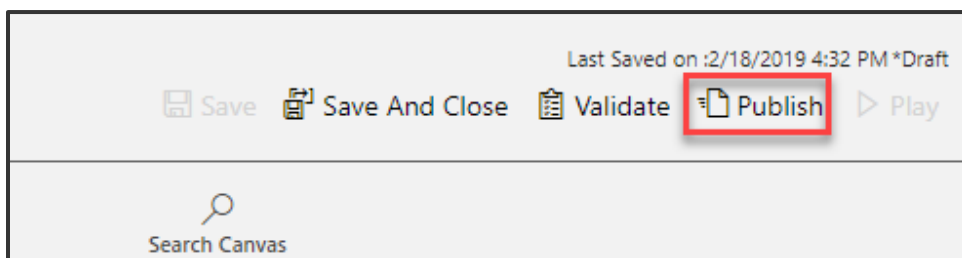 Last Saved on :2/18/2019 4:32 PM *Draft
Save Save And Close Validate Publish Play
Search Canvas